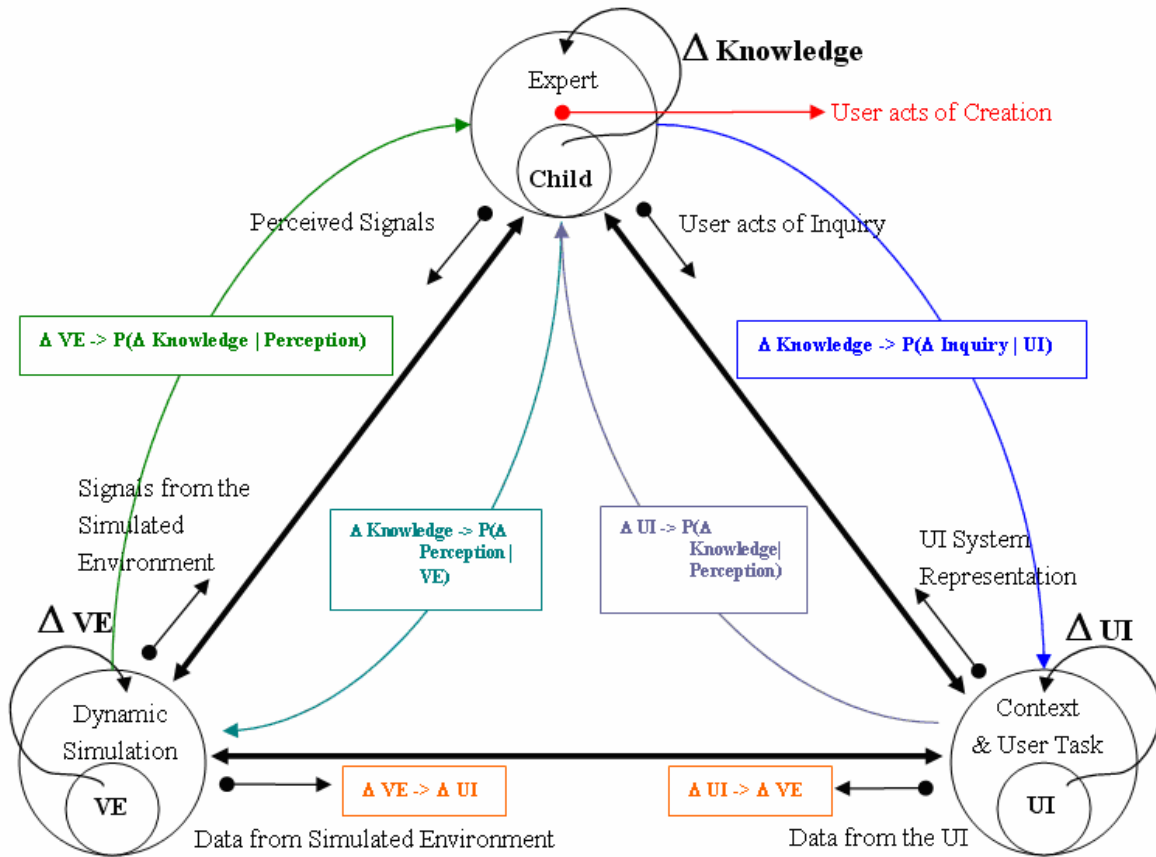 Δ Knowledge
Expert
User acts of Creation
Child
Perceived Signals
User acts of Inquiry
Δ VE -> P(Δ Knowledge | Perception)
Δ Knowledge -> P(Δ Inquiry | UI)
Signals from the
Simulated
Environment
Δ Knowledge -> P(Δ
Perception |
VE)
Δ UI -> P(Δ
Knowledge|
Perception)
UI System
Representation
Δ VE
Δ UI
Dynamic
Simulation
VE
Context
& User Task
UI
Δ VE -> Δ UI
Δ UI -> Δ VE
Data from Simulated Environment
Data from the UI